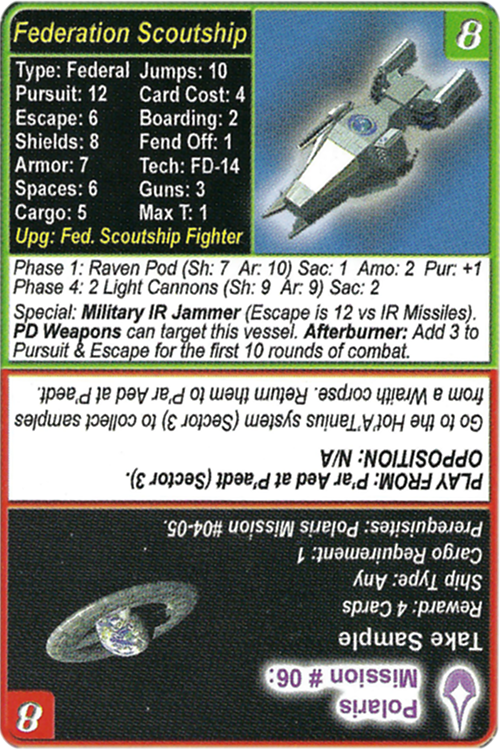 Federation Scoutship
8
Type: Federal Jumps: 10
Pursuit: 12 Card Cost: 4
Escape: 6 Boarding: 2
Shields: 8 Fend Off: 1
Armor: 7 Tech: FD-14
Spaces: 6 Guns: 3
Cargo: 5 Max T: 1
Upg: Fed. Scoutship Fighter
Phase 1: Raven Pod (Sh: 7 Ar: 10) Sac: 1 Amo: 2 Pur: +1
Phase 4: 2 Light Cannons (Sh: 9 Ar: 9) Sac: 2
Special: Military IR Jammer (Escape is 12 vs IR Missiles).
PD Weapons can target this vessel. Afterburner: Add 3 to
Pursuit & Escape for the first 10 rounds of combat.
8
Polaris
Mission # 06:
Take Sample
Reward: 4 Cards
Ship Type: Any
Cargo Requirement: 1
Prerequisites: Polaris Mission #04-05.
PLAY FROM: P'ar Aed at P'aedt (Sector 3).
OPPOSITION: N/A
Go to the Hot'A'Tanius system (Sector 3) to collect samples
from a Wraith corpse. Return them to P'ar Aed at P'aedt.